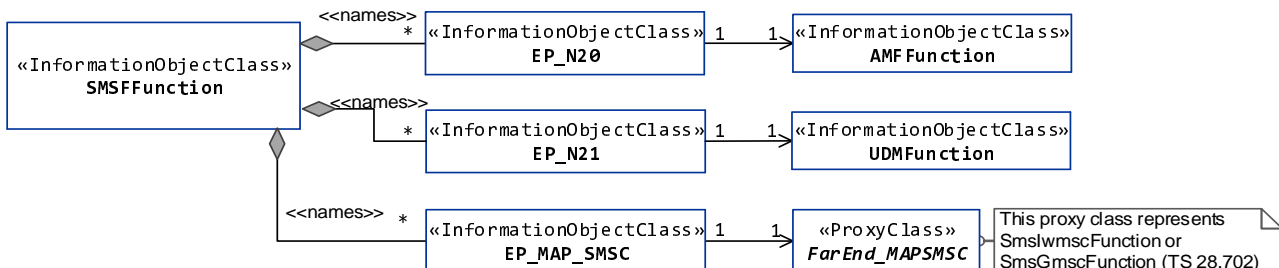 <<names>>
*
«InformationObjectClass»
SMSFFunction
«InformationObjectClass»
EP_N20
1
1
«InformationObjectClass»
AMFFunction
<<names>>
*
«InformationObjectClass»
EP_N21
1
1
«InformationObjectClass»
UDMFunction
<<names>>
*
«InformationObjectClass»
EP_MAP_SMSC
1
1
«ProxyClass»
FarEnd_MAPSMSC
This proxy class represents
SmsIwmscFunction or
SmsGmscFunction (TS 28.702)